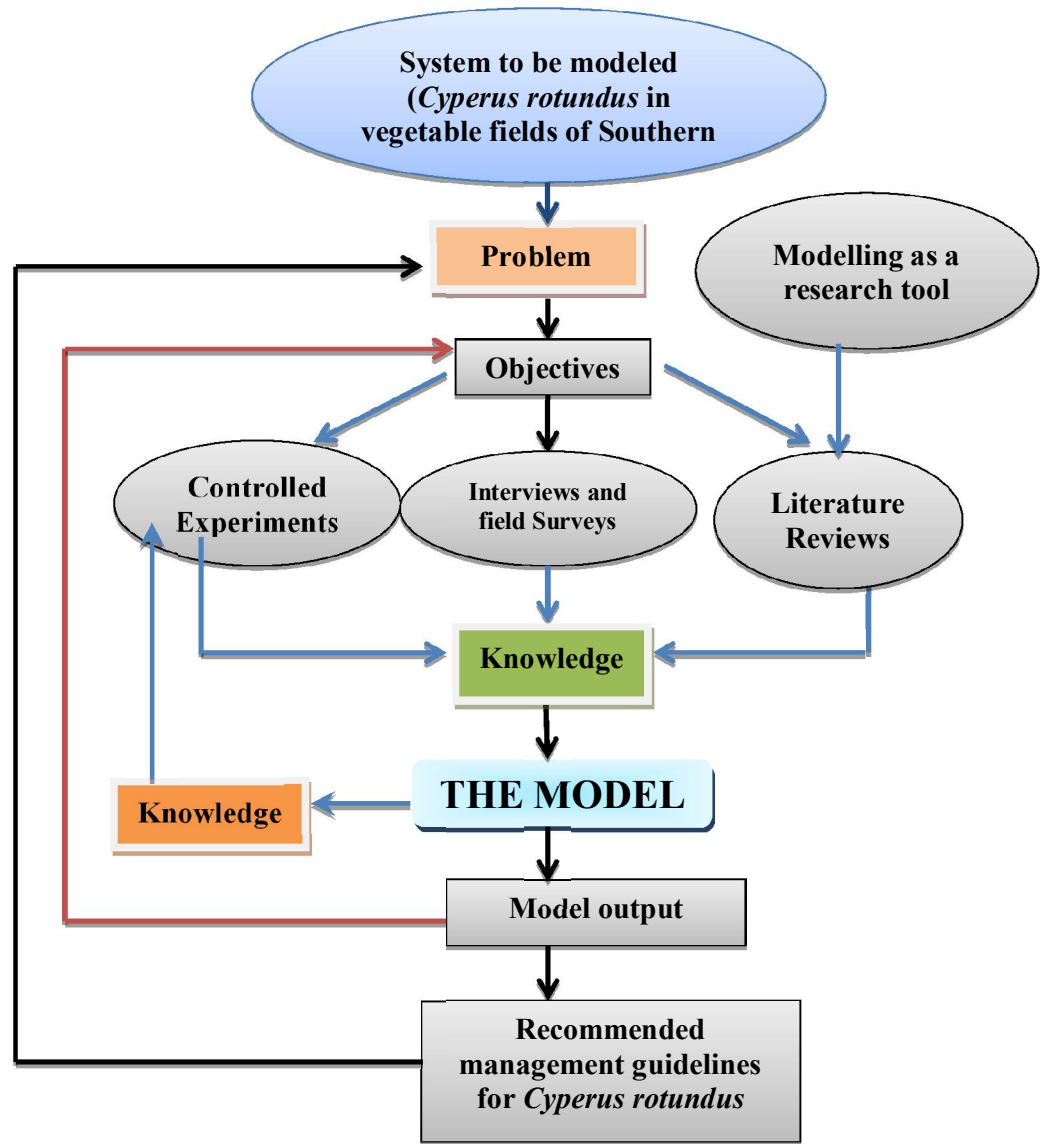 System to be modeled
(Cyperus rotundus in
vegetable fields of Southern
Problem
Modelling as a
research tool
Objectives
Controlled
Experiments
Interviews and
field Surveys
Literature
Reviews
Knowledge
THE MODEL
Knowledge
Model output
Recommended
management guidelines
for Cyperus rotundus